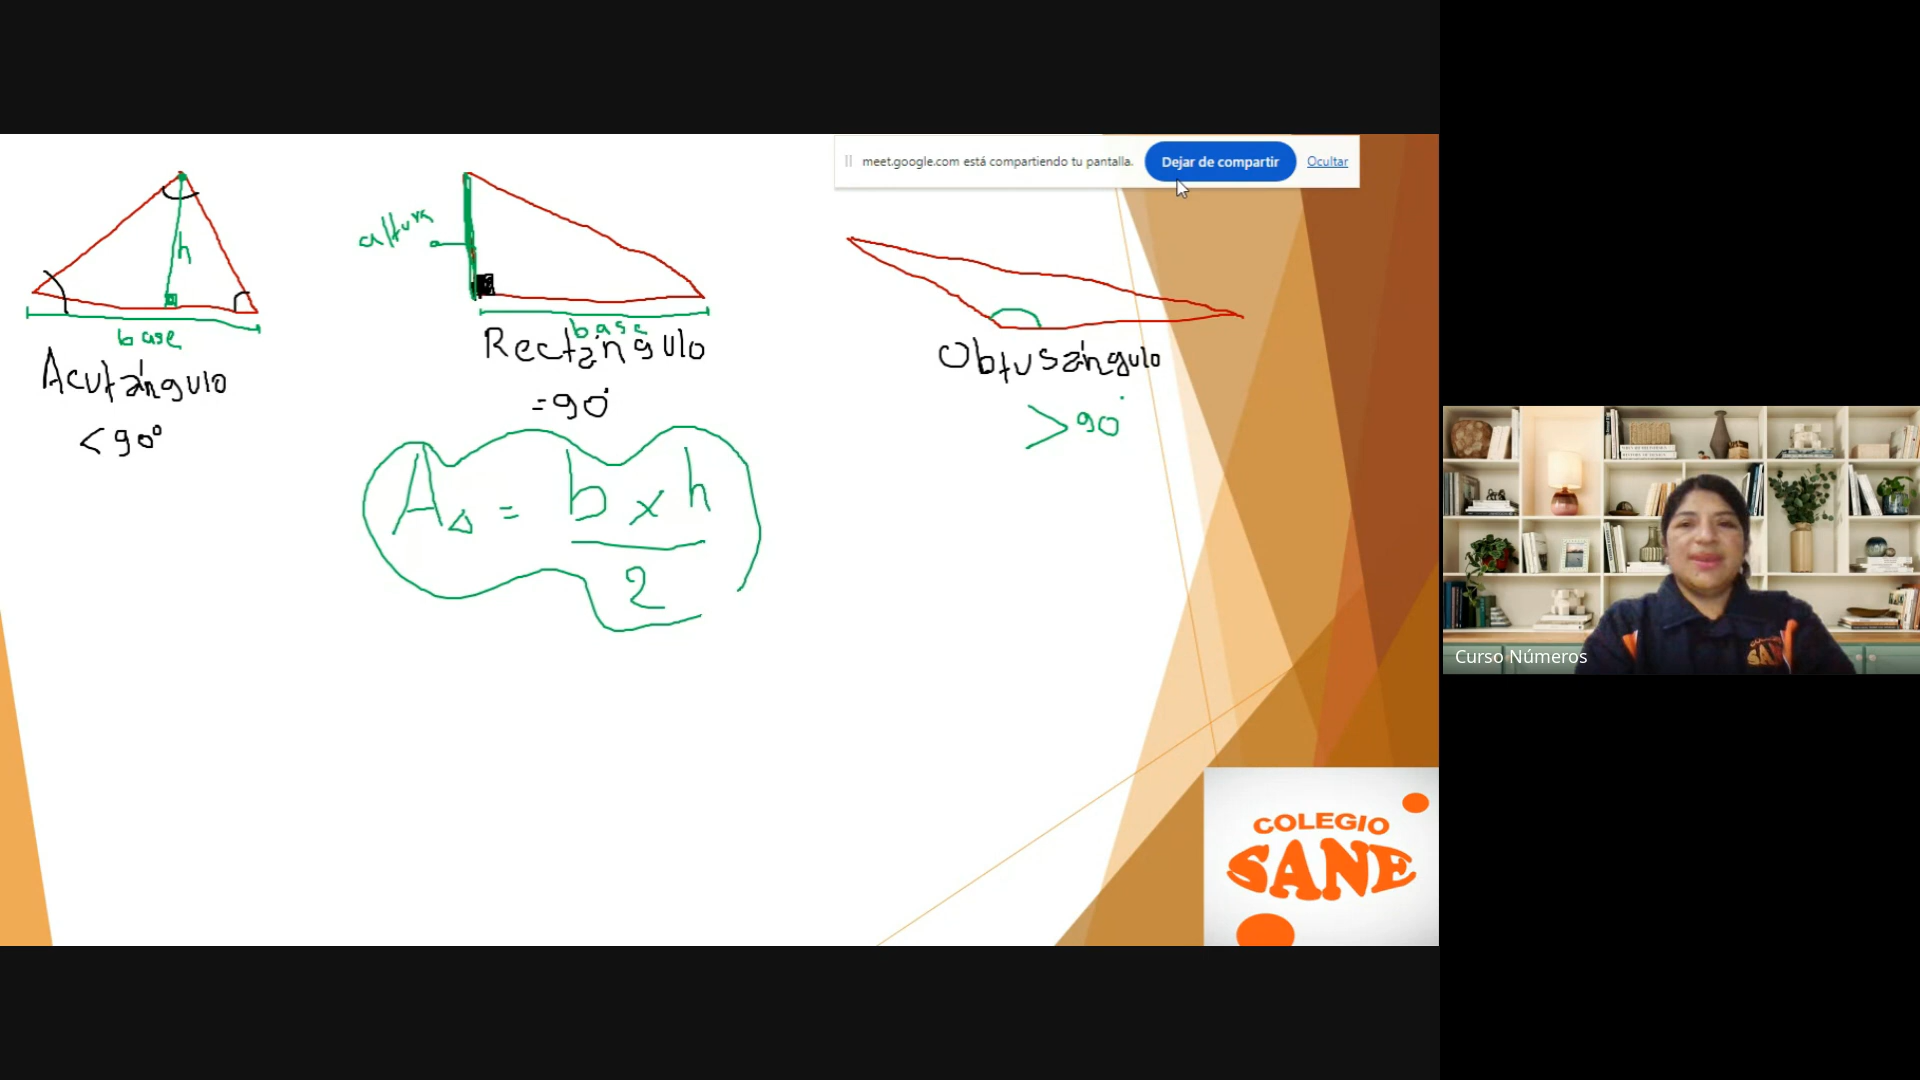 meet.google.com está compartiendo tu pantalla.
Dejar de compartir
Ocultar
h
base
Acutángulo
< 90°
altura
base
Rectángulo
= 90°
Obtusángulo
> 90°
A△ = b x h
2
COLEGIO
SANE
Curso Números